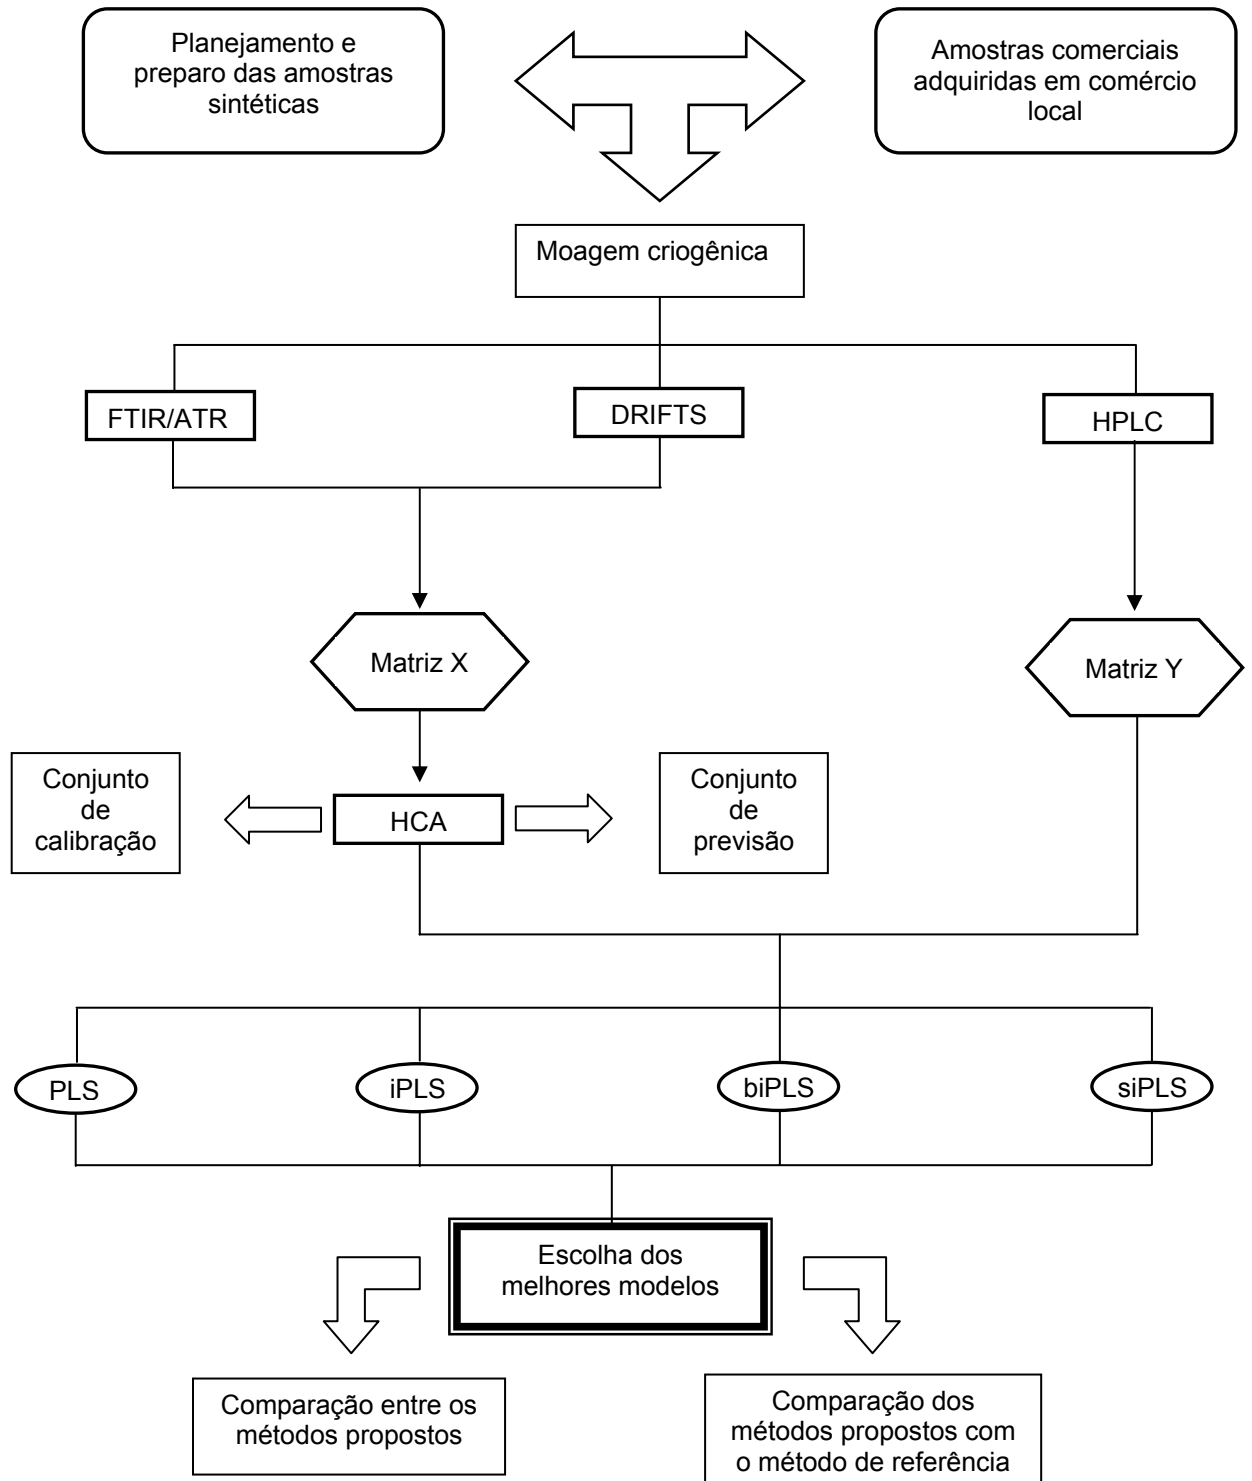 Planejamento e
preparo das amostras
sintéticas
Amostras comerciais
adquiridas em comércio
local
Moagem criogênica
FTIR/ATR
DRIFTS
HPLC
Matriz X
Matriz Y
Conjunto
de
calibração
HCA
Conjunto
de
previsão
PLS
iPLS
biPLS
siPLS
Escolha dos
melhores modelos
Comparação entre os
métodos propostos
Comparação dos
métodos propostos com
o método de referência